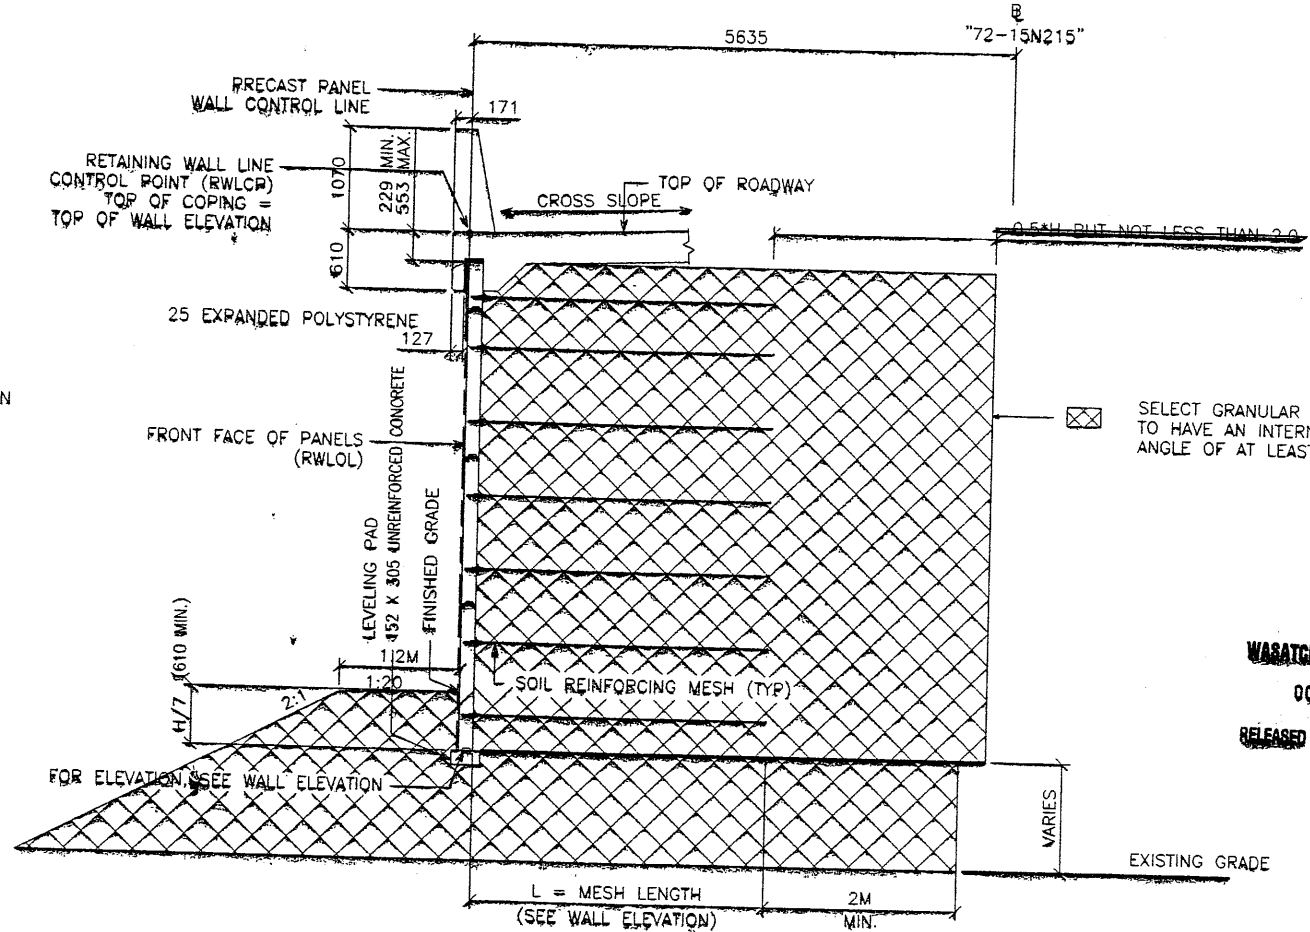 "72-15N215"
5635
PRECAST PANEL
WALL CONTROL LINE
171
1070
229 MIN.
553 MAX.
RETAINING WALL LINE
CONTROL POINT (RWLCP)
TOP OF COPING =
TOP OF WALL ELEVATION
TOP OF ROADWAY
CROSS SLOPE
0.5*H BUT NOT LESS THAN 2.0
610
25 EXPANDED POLYSTYRENE
127
N
SELECT GRANULAR
TO HAVE AN INTERN
ANGLE OF AT LEAST
FRONT FACE OF PANELS
(RWLOL)
LEVELING PAD
152 X 305 UNREINFORCED CONCRETE
FINISHED GRADE
H/7 (610 MIN.)
1.2M
1:20
2:1
SOIL REINFORCING MESH (TYP)
WASATC
RELEASED
FOR ELEVATION, SEE WALL ELEVATION
VARIES
EXISTING GRADE
L = MESH LENGTH
(SEE WALL ELEVATION)
2M
MIN.